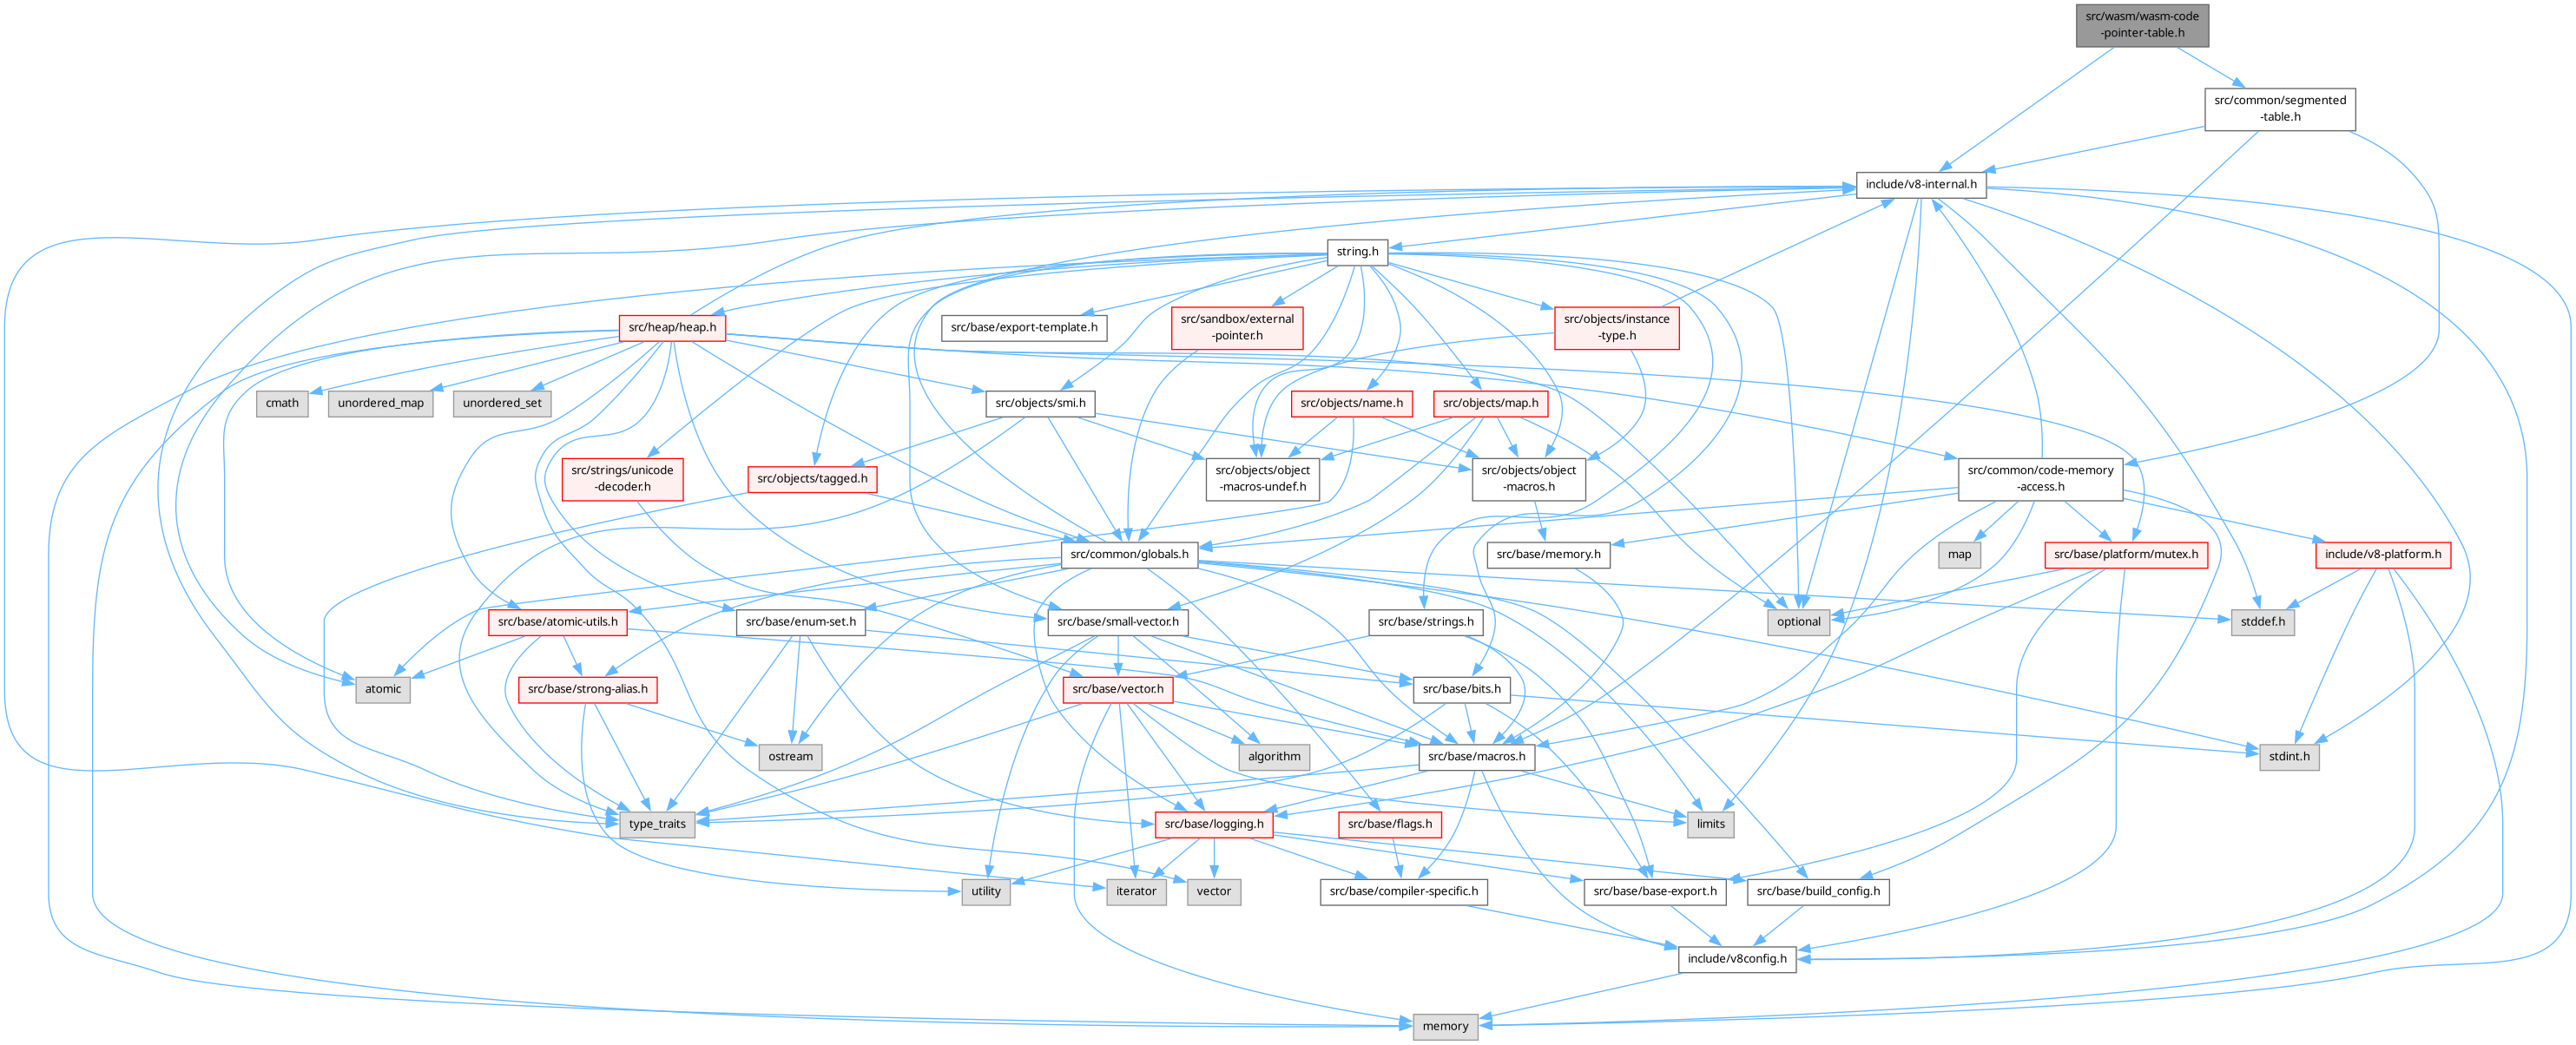 src/wasm/wasm-code
-pointer-table.h
src/common/segmented
-table.h
include/v8-internal.h
string.h
src/heap/heap.h
src/base/export-template.h
src/sandbox/external
-pointer.h
src/objects/instance
-type.h
cmath
unordered_map
unordered_set
src/objects/smi.h
src/objects/name.h
src/objects/map.h
src/strings/unicode
-decoder.h
src/objects/tagged.h
src/objects/object
-macros-undef.h
src/objects/object
-macros.h
src/common/code-memory
-access.h
src/common/globals.h
src/base/memory.h
map
src/base/platform/mutex.h
include/v8-platform.h
src/base/atomic-utils.h
src/base/enum-set.h
src/base/small-vector.h
src/base/strings.h
optional
stddef.h
atomic
src/base/strong-alias.h
src/base/vector.h
src/base/bits.h
ostream
algorithm
src/base/macros.h
stdint.h
type_traits
src/base/logging.h
src/base/flags.h
limits
utility
iterator
vector
src/base/compiler-specific.h
src/base/base-export.h
src/base/build_config.h
include/v8config.h
memory